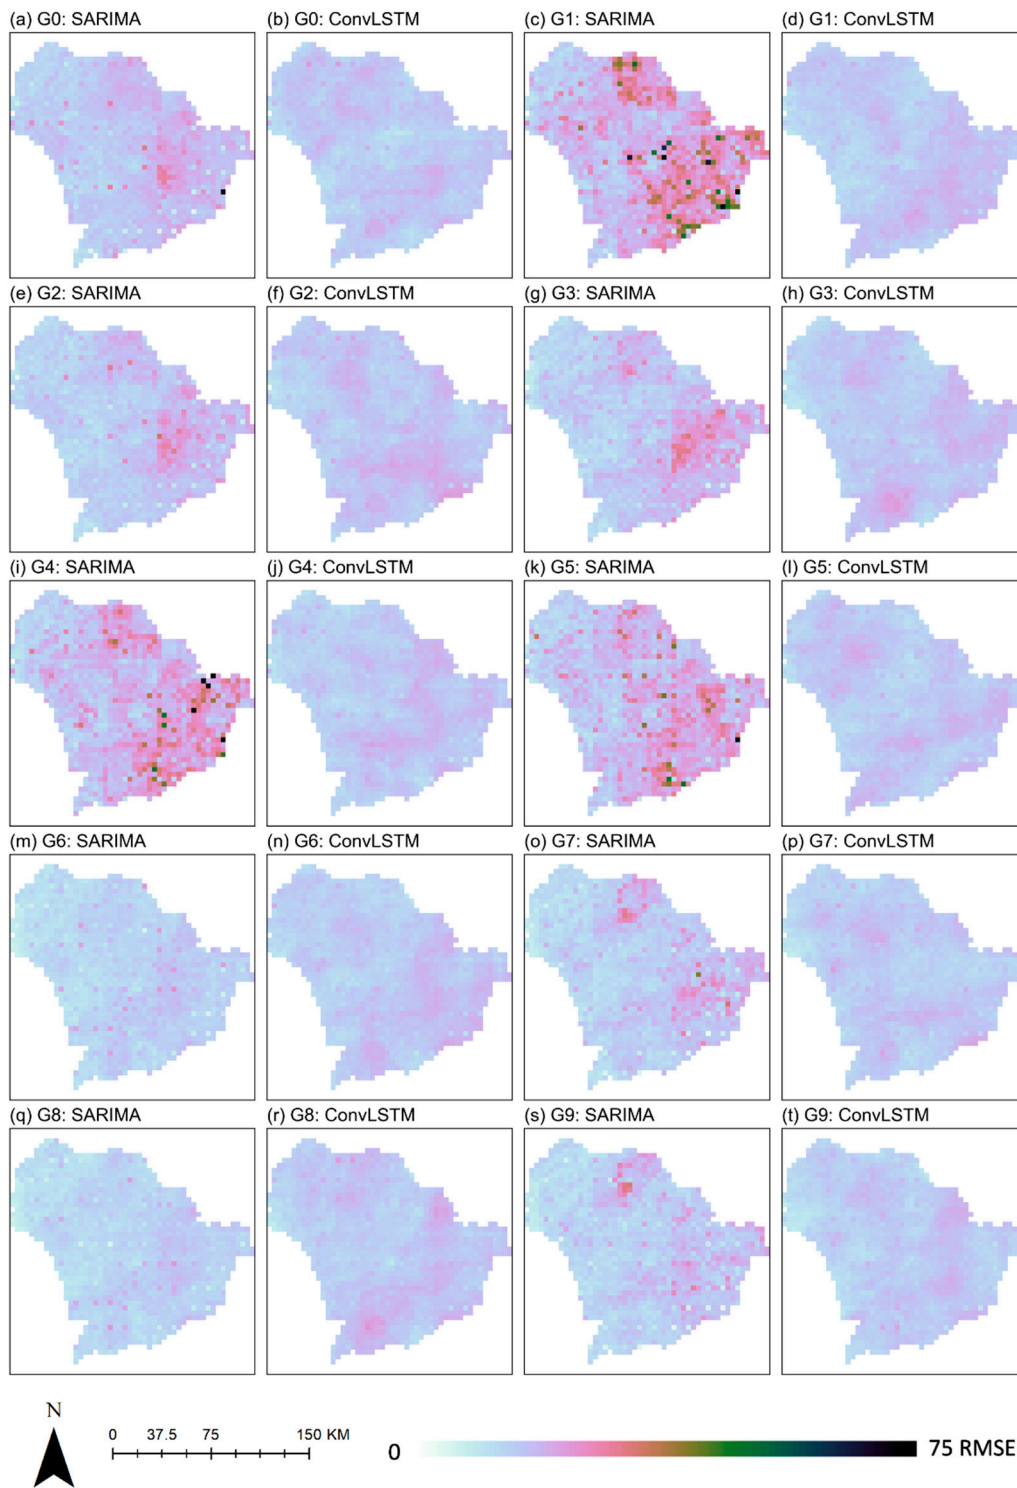 (a) G0: SARIMA
(b) G0: ConvLSTM
(c) G1: SARIMA
(d) G1: ConvLSTM
(e) G2: SARIMA
(f) G2: ConvLSTM
(g) G3: SARIMA
(h) G3: ConvLSTM
(i) G4: SARIMA
(j) G4: ConvLSTM
(k) G5: SARIMA
(l) G5: ConvLSTM
(m) G6: SARIMA
(n) G6: ConvLSTM
(o) G7: SARIMA
(p) G7: ConvLSTM
(q) G8: SARIMA
(r) G8: ConvLSTM
(s) G9: SARIMA
(t) G9: ConvLSTM
N
0 37.5 75 150 KM
0 75 RMSE